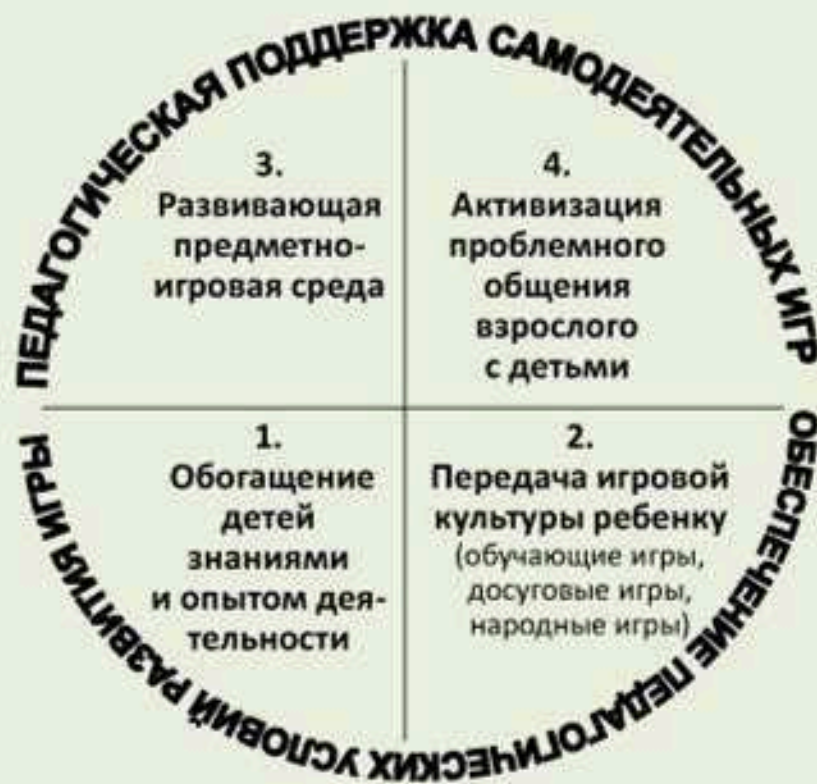 ПЕДАГОГИЧЕСКАЯ ПОДДЕРЖКА САМОДЕЯТЕЛЬНЫХ ИГР
3.
Развивающая
предметно-
игровая среда
4.
Активизация
проблемного
общения
взрослого
с детьми
1.
Обогащение
детей
знаниями
и опытом дея-
тельности
2.
Передача игровой
культуры ребенку
(обучающие игры,
досуговые игры,
народные игры)
ОБЕСПЕЧЕНИЕ ПЕДАГОГИЧЕСКИХ УСЛОВИЙ РАЗВИТИЯ ИГРЫ